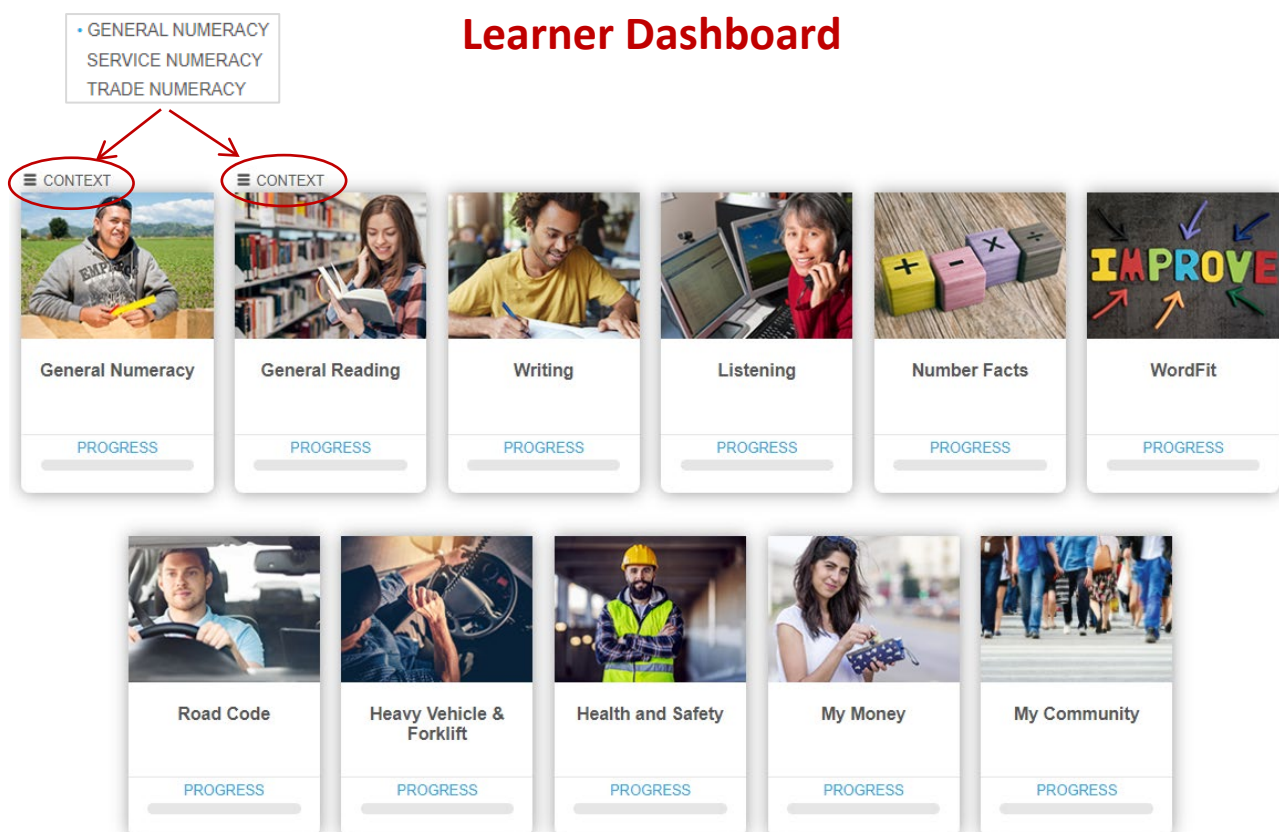 Learner Dashboard
• GENERAL NUMERACY
SERVICE NUMERACY
TRADE NUMERACY
CONTEXT
CONTEXT
EMPIRE
+ - × ÷
IMPROVE
General Numeracy
General Reading
Writing
Listening
Number Facts
WordFit
PROGRESS
PROGRESS
PROGRESS
PROGRESS
PROGRESS
PROGRESS
Road Code
Heavy Vehicle &
Forklift
Health and Safety
My Money
My Community
PROGRESS
PROGRESS
PROGRESS
PROGRESS
PROGRESS